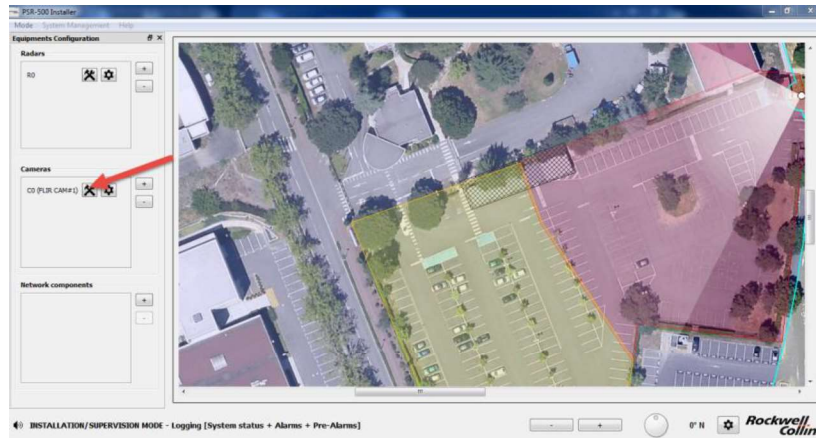 PSR-500 Installer
Mode System Management Help
Equipments Configuration
Radars
R0
+
-
Cameras
C0 (FLIR CAM#1)
+
-
Network components
+
-
INSTALLATION/SUPERVISION MODE - Logging [System status + Alarms + Pre-Alarms]
- + 0° N
Rockwell
Collin